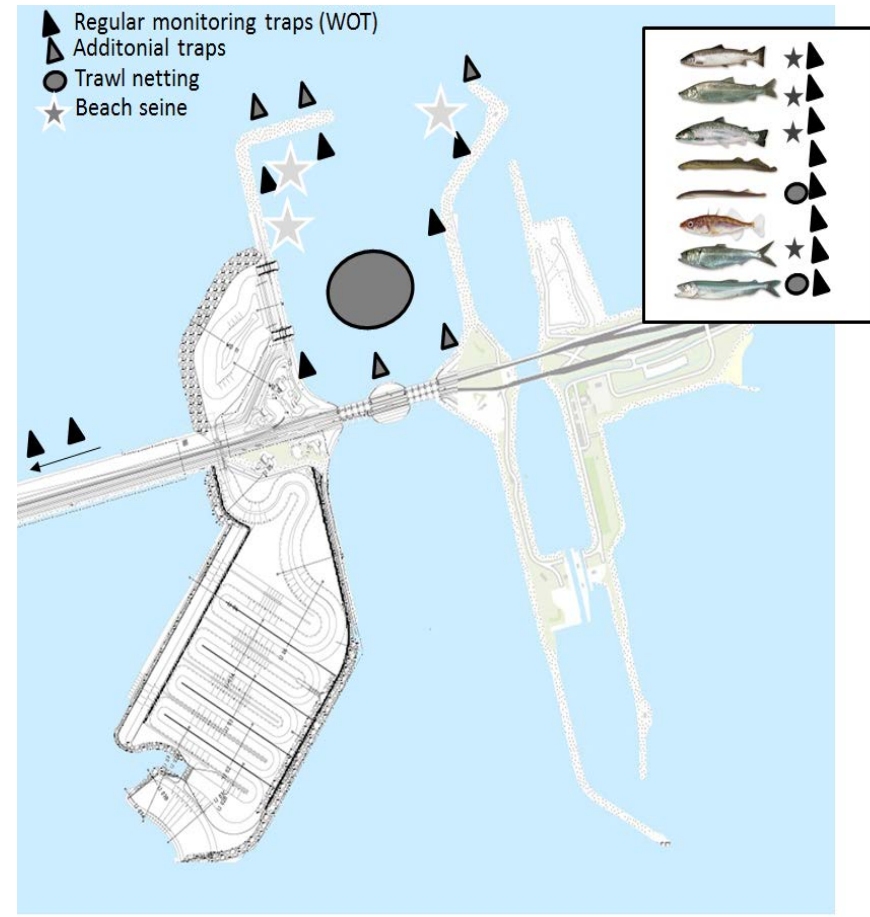 Regular monitoring traps (WOT)
Additonial traps
Trawl netting
Beach seine